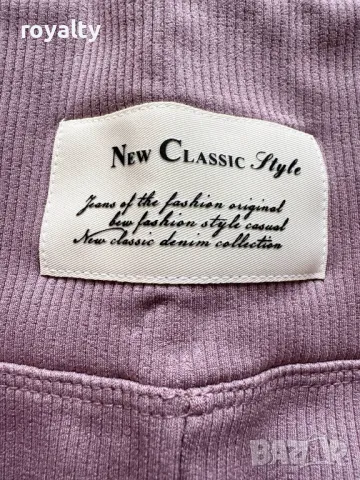 royalty
New Classic Style
Jeans of the fashion original
bew fashion style casual
New classic denim collection
BAZAR